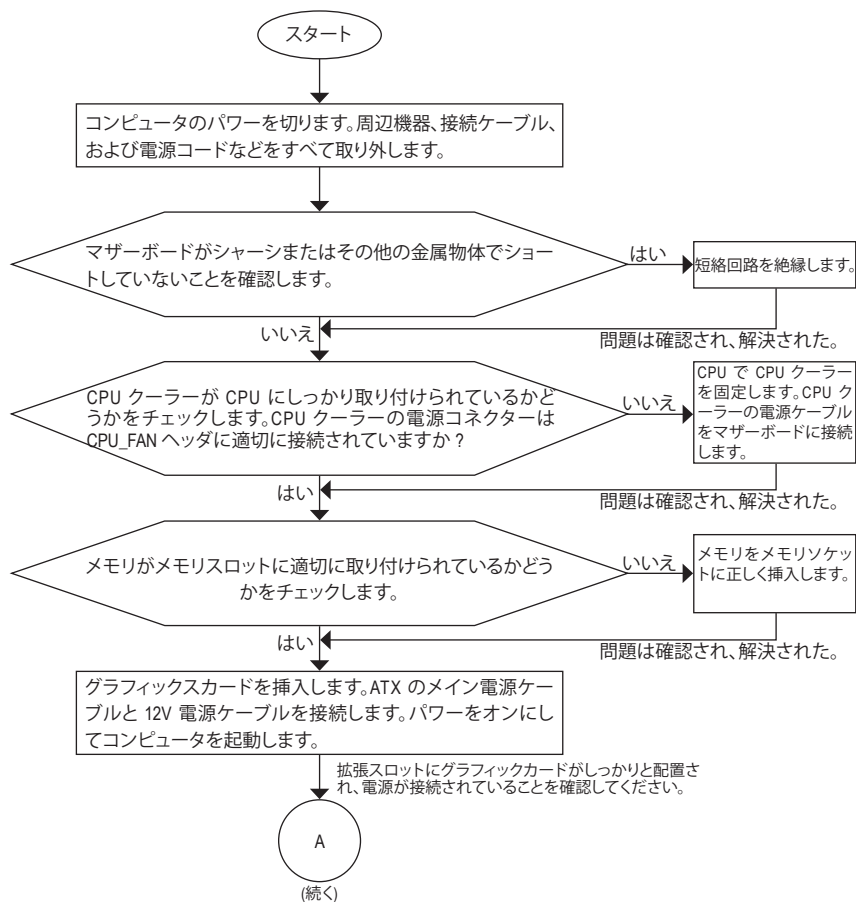 スタート
コンピュータのパワーを切ります。周辺機器、接続ケーブル、
および電源コードなどをすべて取り外します。
マザーボードがシャーシまたはその他の金属物体でショー
トしていないことを確認します。
はい
短絡回路を絶縁します。
いいえ
問題は確認され、解決された。
CPU クーラーが CPU にしっかり取り付けられているかど
うかをチェックします。CPU クーラーの電源コネクターは
CPU_FAN ヘッダに適切に接続されていますか ?
いいえ
CPU で CPU クーラー
を固定します。CPU ク
ーラーの電源ケーブル
をマザーボードに接続
します。
はい
問題は確認され、解決された。
メモリがメモリスロットに適切に取り付けられているかどう
かをチェックします。
いいえ
メモリをメモリソケッ
トに正しく挿入します。
はい
問題は確認され、解決された。
グラフィックスカードを挿入します。ATX のメイン電源ケー
ブルと 12V 電源ケーブルを接続します。パワーをオンにし
てコンピュータを起動します。
拡張スロットにグラフィックカードがしっかりと配置さ
れ、電源が接続されていることを確認してください。
A
(続く)